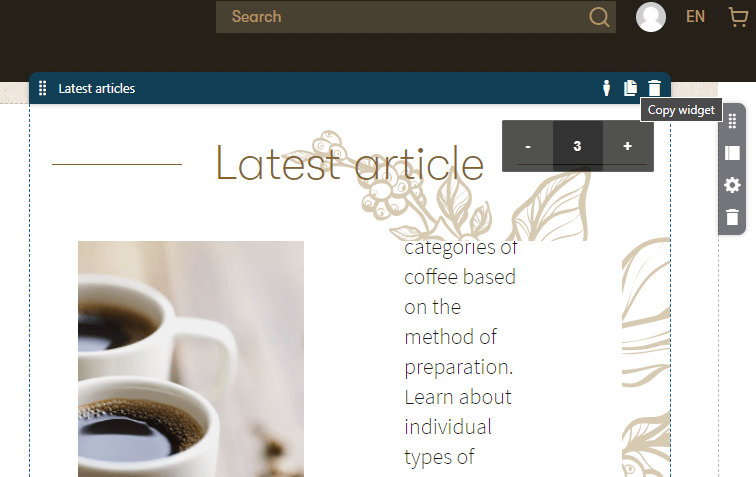 Search
EN
Latest articles
Copy widget
- 3 +
Latest article
categories of
coffee based
on the
method of
preparation.
Learn about
individual
types of